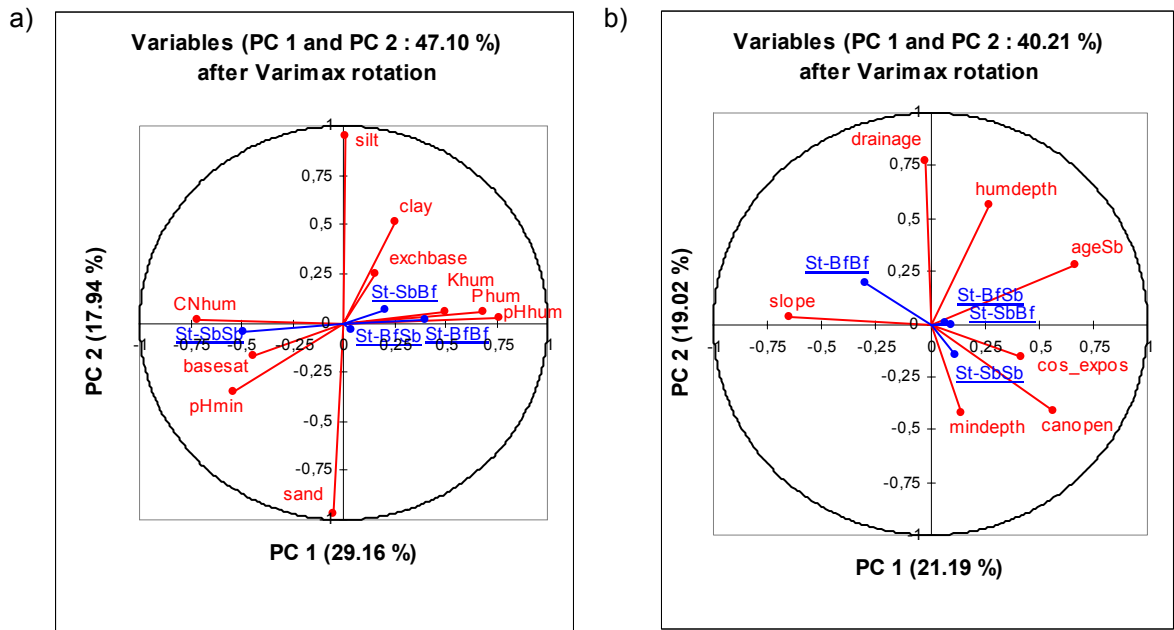 a)
Variables (PC 1 and PC 2 : 47.10 %)
after Varimax rotation
1
silt
0,75
clay
0,5
exchbase
0,25
Khum
St-SbBf
Phum
CNhum
pHhum
0
-1
-0,75
-0,5
-0,25
0
0,25
0,5
0,75
1
St-SbSb
St-BfSb
St-BfBf
basesat
-0,25
pHmin
-0,5
-0,75
sand
-1
PC 2 (17.94 %)
PC 1 (29.16 %)
b)
Variables (PC 1 and PC 2 : 40.21 %)
after Varimax rotation
1
drainage
0,75
humdepth
0,5
ageSb
St-BfBf
0,25
St-BfSb
slope
St-SbBf
0
-1
-0,75
-0,5
-0,25
0
0,25
0,5
0,75
1
cos_expos
St-SbSb
-0,25
mindepth
canopen
-0,5
-0,75
-1
PC 2 (19.02 %)
PC 1 (21.19 %)